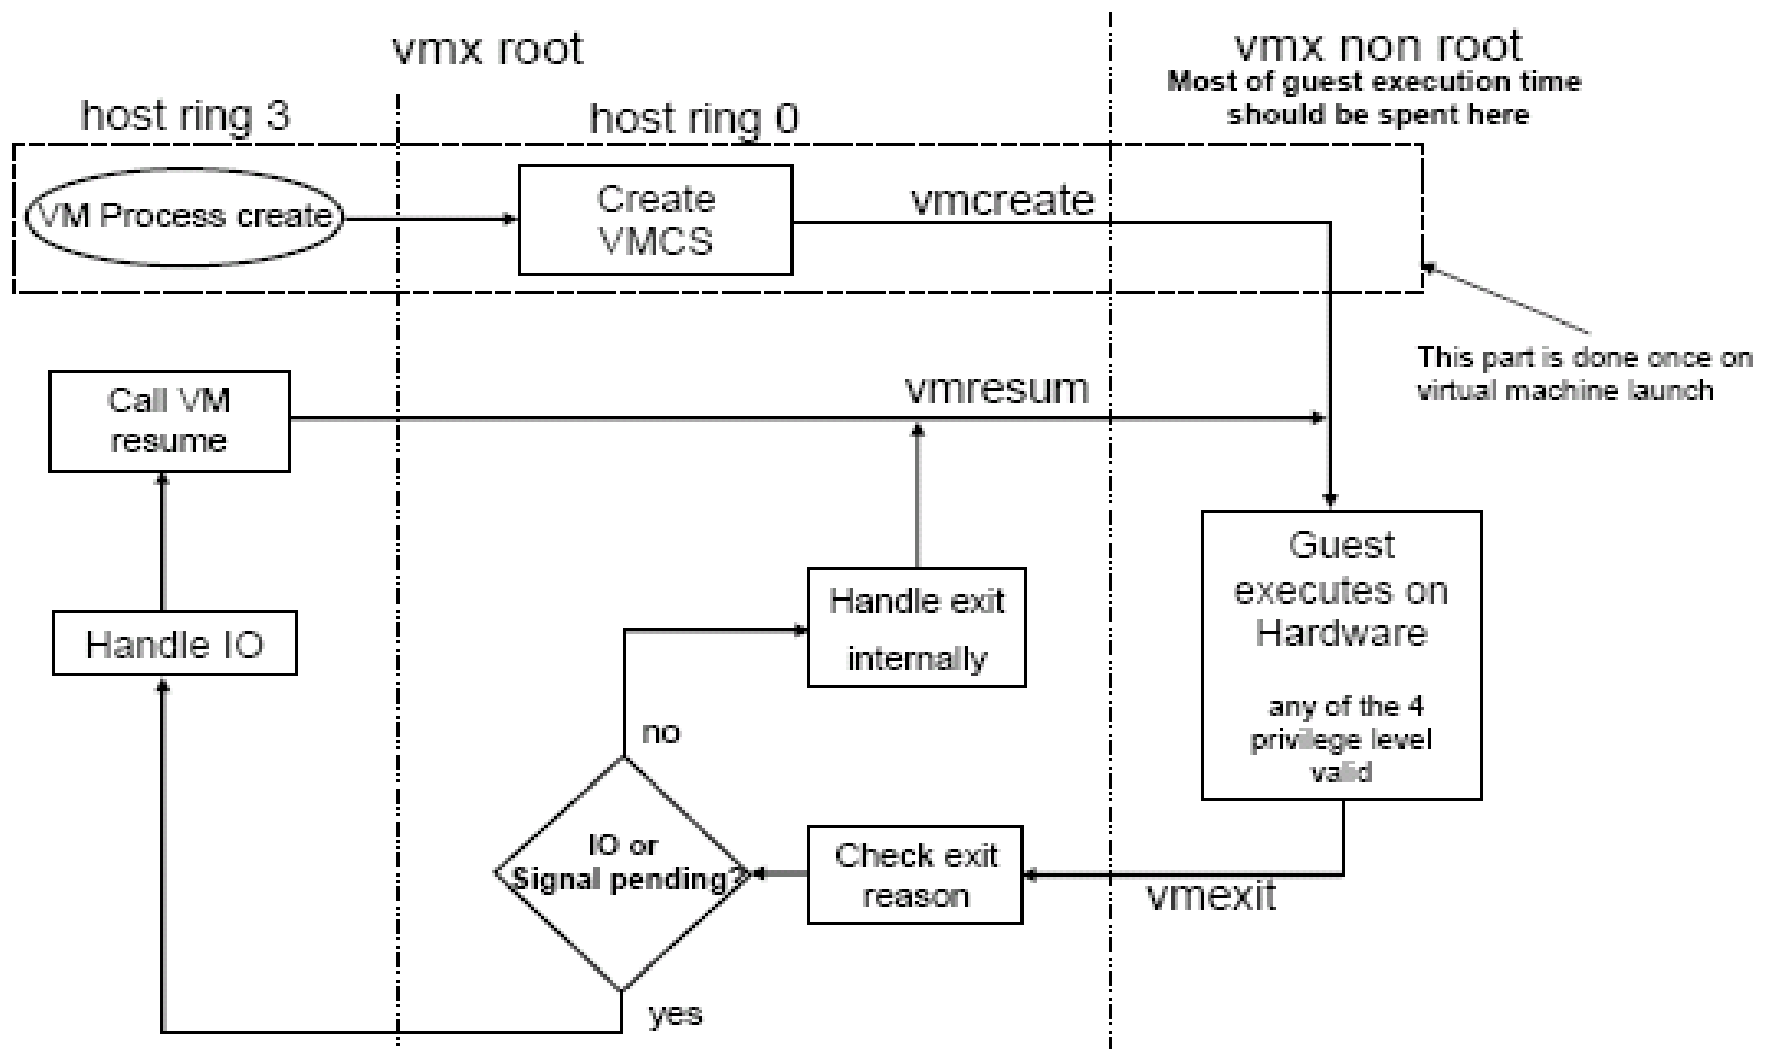 vmx root
vmx non root
Most of guest execution time
should be spent here
host ring 3
host ring 0
VM Process create
Create
VMCS
vmcreate
This part is done once on
virtual machine launch
Call VM
resume
vmresum
Guest
executes on
Hardware
any of the 4
privilege level
valid
Handle exit
internally
Handle IO
no
IO or
Signal pending?
Check exit
reason
vmexit
yes